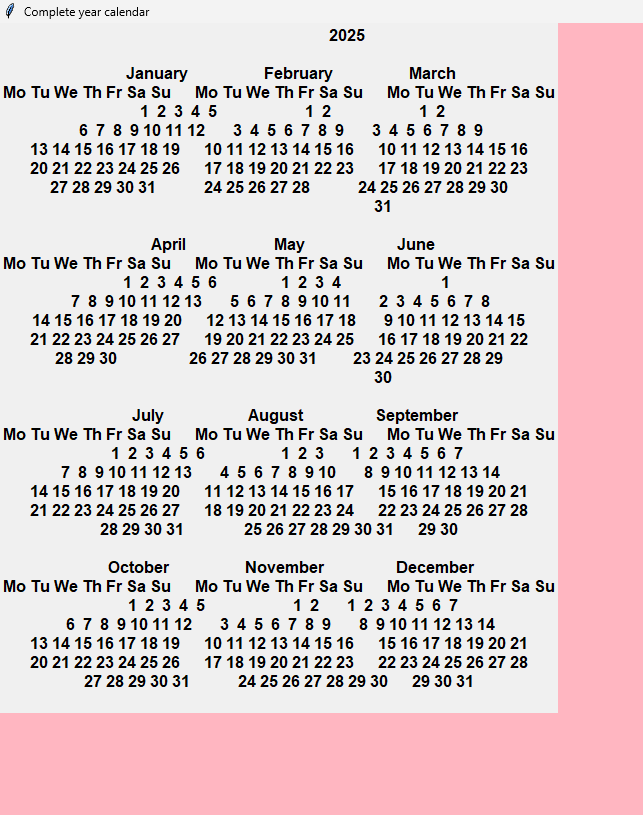 Complete year calendar
2025
January February March
Mo Tu We Th Fr Sa Su Mo Tu We Th Fr Sa Su Mo Tu We Th Fr Sa Su
1 2 3 4 5 1 2 1 2
6 7 8 9 10 11 12 3 4 5 6 7 8 9 3 4 5 6 7 8 9
13 14 15 16 17 18 19 10 11 12 13 14 15 16 10 11 12 13 14 15 16
20 21 22 23 24 25 26 17 18 19 20 21 22 23 17 18 19 20 21 22 23
27 28 29 30 31 24 25 26 27 28 24 25 26 27 28 29 30
31
April May June
Mo Tu We Th Fr Sa Su Mo Tu We Th Fr Sa Su Mo Tu We Th Fr Sa Su
1 2 3 4 5 6 1 2 3 4 1
7 8 9 10 11 12 13 5 6 7 8 9 10 11 2 3 4 5 6 7 8
14 15 16 17 18 19 20 12 13 14 15 16 17 18 9 10 11 12 13 14 15
21 22 23 24 25 26 27 19 20 21 22 23 24 25 16 17 18 19 20 21 22
28 29 30 26 27 28 29 30 31 23 24 25 26 27 28 29
30
July August September
Mo Tu We Th Fr Sa Su Mo Tu We Th Fr Sa Su Mo Tu We Th Fr Sa Su
1 2 3 4 5 6 1 2 3 1 2 3 4 5 6 7
7 8 9 10 11 12 13 4 5 6 7 8 9 10 8 9 10 11 12 13 14
14 15 16 17 18 19 20 11 12 13 14 15 16 17 15 16 17 18 19 20 21
21 22 23 24 25 26 27 18 19 20 21 22 23 24 22 23 24 25 26 27 28
28 29 30 31 25 26 27 28 29 30 31 29 30
October November December
Mo Tu We Th Fr Sa Su Mo Tu We Th Fr Sa Su Mo Tu We Th Fr Sa Su
1 2 3 4 5 1 2 1 2 3 4 5 6 7
6 7 8 9 10 11 12 3 4 5 6 7 8 9 8 9 10 11 12 13 14
13 14 15 16 17 18 19 10 11 12 13 14 15 16 15 16 17 18 19 20 21
20 21 22 23 24 25 26 17 18 19 20 21 22 23 22 23 24 25 26 27 28
27 28 29 30 31 24 25 26 27 28 29 30 29 30 31